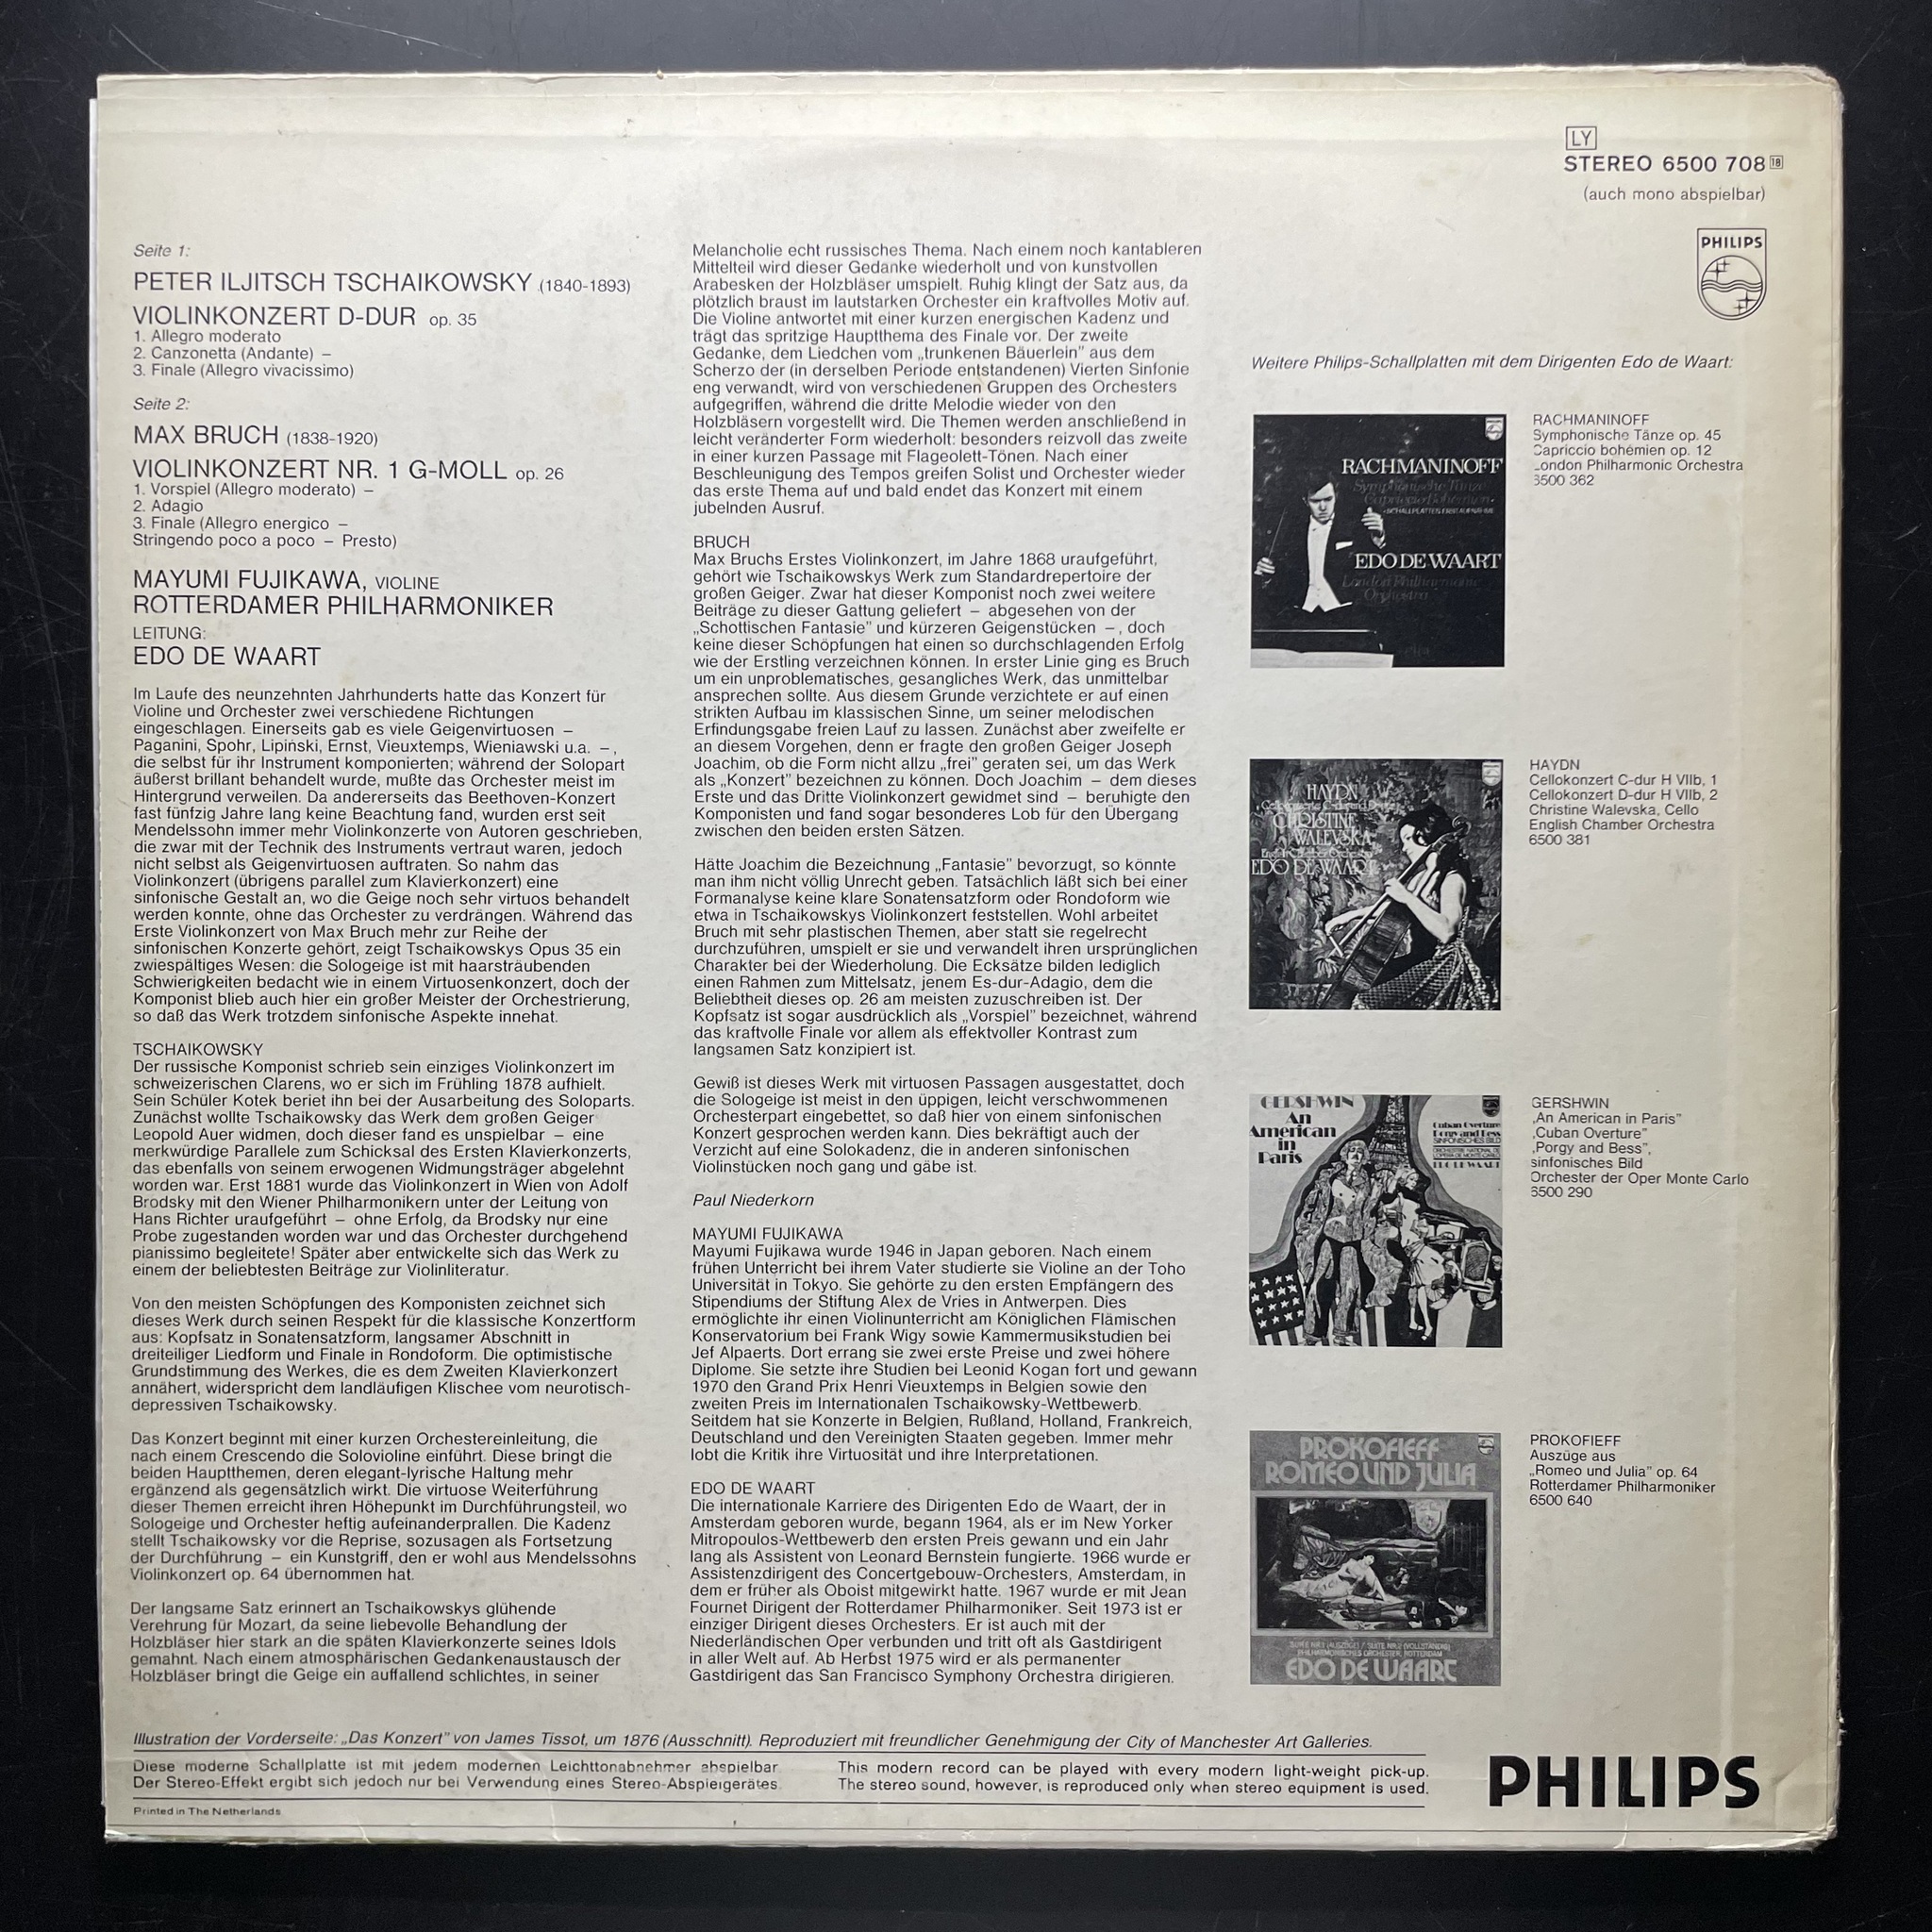 LY
STEREO 6500 708 18
(auch mono abspielbar)
PHILIPS
Seite 1:
PETER ILJITSCH TSCHAIKOWSKY (1840-1893)
VIOLINKONZERT D-DUR op. 35
1. Allegro moderato
2. Canzonetta (Andante) –
3. Finale (Allegro vivacissimo)
Seite 2:
MAX BRUCH (1838-1920)
VIOLINKONZERT NR. 1 G-MOLL op. 26
1. Vorspiel (Allegro moderato) –
2. Adagio
3. Finale (Allegro energico –
Stringendo poco a poco – Presto)
MAYUMI FUJIKAWA, VIOLINE
ROTTERDAMER PHILHARMONIKER
LEITUNG:
EDO DE WAART
Im Laufe des neunzehnten Jahrhunderts hatte das Konzert für
Violine und Orchester zwei verschiedene Richtungen
eingeschlagen. Einerseits gab es viele Geigenvirtuosen –
Paganini, Spohr, Lipiński, Ernst, Vieuxtemps, Wieniawski u.a. –,
die selbst für ihr Instrument komponierten; während der Solopart
äußerst brillant behandelt wurde, mußte das Orchester meist im
Hintergrund verweilen. Da andererseits das Beethoven-Konzert
fast fünfzig Jahre lang keine Beachtung fand, wurden erst seit
Mendelssohn immer mehr Violinkonzerte von Autoren geschrieben,
die zwar mit der Technik des Instruments vertraut waren, jedoch
nicht selbst als Geigenvirtuosen auftraten. So nahm das
Violinkonzert (übrigens parallel zum Klavierkonzert) eine
sinfonische Gestalt an, wo die Geige noch sehr virtuos behandelt
werden konnte, ohne das Orchester zu verdrängen. Während das
Erste Violinkonzert von Max Bruch mehr zur Reihe der
sinfonischen Konzerte gehört, zeigt Tschaikowskys Opus 35 ein
zwiespältiges Wesen: die Sologeige ist mit haarsträubenden
Schwierigkeiten bedacht wie in einem Virtuosenkonzert, doch der
Komponist blieb auch hier ein großer Meister der Orchestrierung,
so daß das Werk trotzdem sinfonische Aspekte innehat.
TSCHAIKOWSKY
Der russische Komponist schrieb sein einziges Violinkonzert im
schweizerischen Clarens, wo er sich im Frühling 1878 aufhielt.
Sein Schüler Kotek beriet ihn bei der Ausarbeitung des Soloparts.
Zunächst wollte Tschaikowsky das Werk dem großen Geiger
Leopold Auer widmen, doch dieser fand es unspielbar – eine
merkwürdige Parallele zum Schicksal des Ersten Klavierkonzerts,
das ebenfalls von seinem erwogenen Widmungsträger abgelehnt
worden war. Erst 1881 wurde das Violinkonzert in Wien von Adolf
Brodsky mit den Wiener Philharmonikern unter der Leitung von
Hans Richter uraufgeführt – ohne Erfolg, da Brodsky nur eine
Probe zugestanden worden war und das Orchester durchgehend
pianissimo begleitete! Später aber entwickelte sich das Werk zu
einem der beliebtesten Beiträge zur Violinliteratur.
Von den meisten Schöpfungen des Komponisten zeichnet sich
dieses Werk durch seinen Respekt für die klassische Konzertform
aus: Kopfsatz in Sonatensatzform, langsamer Abschnitt in
dreiteiliger Liedform und Finale in Rondoform. Die optimistische
Grundstimmung des Werkes, die es dem Zweiten Klavierkonzert
annähert, widerspricht dem landläufigen Klischee vom neurotisch-
depressiven Tschaikowsky.
Das Konzert beginnt mit einer kurzen Orchestereinleitung, die
nach einem Crescendo die Solovioline einführt. Diese bringt die
beiden Hauptthemen, deren elegant-lyrische Haltung mehr
ergänzend als gegensätzlich wirkt. Die virtuose Weiterführung
dieser Themen erreicht ihren Höhepunkt im Durchführungsteil, wo
Sologeige und Orchester heftig aufeinanderprallen. Die Kadenz
stellt Tschaikowsky vor die Reprise, sozusagen als Fortsetzung
der Durchführung – ein Kunstgriff, den er wohl aus Mendelssohns
Violinkonzert op. 64 übernommen hat.
Der langsame Satz erinnert an Tschaikowskys glühende
Verehrung für Mozart, da seine liebevolle Behandlung der
Holzbläser hier stark an die späten Klavierkonzerte seines Idols
gemahnt. Nach einem atmosphärischen Gedankenaustausch der
Holzbläser bringt die Geige ein auffallend schlichtes, in seiner
Melancholie echt russisches Thema. Nach einem noch kantableren
Mittelteil wird dieser Gedanke wiederholt und von kunstvollen
Arabesken der Holzbläser umspielt. Ruhig klingt der Satz aus, da
plötzlich braust im lautstarken Orchester ein kraftvolles Motiv auf.
Die Violine antwortet mit einer kurzen energischen Kadenz und
trägt das spritzige Hauptthema des Finale vor. Der zweite
Gedanke, dem Liedchen vom „trunkenen Bäuerlein” aus dem
Scherzo der (in derselben Periode entstandenen) Vierten Sinfonie
eng verwandt, wird von verschiedenen Gruppen des Orchesters
aufgegriffen, während die dritte Melodie wieder von den
Holzbläsern vorgestellt wird. Die Themen werden anschließend in
leicht veränderter Form wiederholt: besonders reizvoll das zweite
in einer kurzen Passage mit Flageolett-Tönen. Nach einer
Beschleunigung des Tempos greifen Solist und Orchester wieder
das erste Thema auf und bald endet das Konzert mit einem
jubelnden Ausruf.
BRUCH
Max Bruchs Erstes Violinkonzert, im Jahre 1868 uraufgeführt,
gehört wie Tschaikowskys Werk zum Standardrepertoire der
großen Geiger. Zwar hat dieser Komponist noch zwei weitere
Beiträge zu dieser Gattung geliefert – abgesehen von der
„Schottischen Fantasie” und kürzeren Geigenstücken –, doch
keine dieser Schöpfungen hat einen so durchschlagenden Erfolg
wie der Erstling verzeichnen können. In erster Linie ging es Bruch
um ein unproblematisches, gesangliches Werk, das unmittelbar
ansprechen sollte. Aus diesem Grunde verzichtete er auf einen
strikten Aufbau im klassischen Sinne, um seiner melodischen
Erfindungsgabe freien Lauf zu lassen. Zunächst aber zweifelte er
an diesem Vorgehen, denn er fragte den großen Geiger Joseph
Joachim, ob die Form nicht allzu „frei” geraten sei, um das Werk
als „Konzert” bezeichnen zu können. Doch Joachim – dem dieses
Erste und das Dritte Violinkonzert gewidmet sind – beruhigte den
Komponisten und fand sogar besonderes Lob für den Übergang
zwischen den beiden ersten Sätzen.
Hätte Joachim die Bezeichnung „Fantasie” bevorzugt, so könnte
man ihm nicht völlig Unrecht geben. Tatsächlich läßt sich bei einer
Formanalyse keine klare Sonatensatzform oder Rondoform wie
etwa in Tschaikowskys Violinkonzert feststellen. Wohl arbeitet
Bruch mit sehr plastischen Themen, aber statt sie regelrecht
durchzuführen, umspielt er sie und verwandelt ihren ursprünglichen
Charakter bei der Wiederholung. Die Ecksätze bilden lediglich
einen Rahmen zum Mittelsatz, jenem Es-dur-Adagio, dem die
Beliebtheit dieses op. 26 am meisten zuzuschreiben ist. Der
Kopfsatz ist sogar ausdrücklich als „Vorspiel” bezeichnet, während
das kraftvolle Finale vor allem als effektvoller Kontrast zum
langsamen Satz konzipiert ist.
Gewiß ist dieses Werk mit virtuosen Passagen ausgestattet, doch
die Sologeige ist meist in den üppigen, leicht verschwommenen
Orchesterpart eingebettet, so daß hier von einem sinfonischen
Konzert gesprochen werden kann. Dies bekräftigt auch der
Verzicht auf eine Solokadenz, die in anderen sinfonischen
Violinstücken noch gang und gäbe ist.
Paul Niederkorn
MAYUMI FUJIKAWA
Mayumi Fujikawa wurde 1946 in Japan geboren. Nach einem
frühen Unterricht bei ihrem Vater studierte sie Violine an der Toho
Universität in Tokyo. Sie gehörte zu den ersten Empfängern des
Stipendiums der Stiftung Alex de Vries in Antwerpen. Dies
ermöglichte ihr einen Violinunterricht am Königlichen Flämischen
Konservatorium bei Frank Wigy sowie Kammermusikstudien bei
Jef Alpaerts. Dort errang sie zwei erste Preise und zwei höhere
Diplome. Sie setzte ihre Studien bei Leonid Kogan fort und gewann
1970 den Grand Prix Henri Vieuxtemps in Belgien sowie den
zweiten Preis im Internationalen Tschaikowsky-Wettbewerb.
Seitdem hat sie Konzerte in Belgien, Rußland, Holland, Frankreich,
Deutschland und den Vereinigten Staaten gegeben. Immer mehr
lobt die Kritik ihre Virtuosität und ihre Interpretationen.
EDO DE WAART
Die internationale Karriere des Dirigenten Edo de Waart, der in
Amsterdam geboren wurde, begann 1964, als er im New Yorker
Mitropoulos-Wettbewerb den ersten Preis gewann und ein Jahr
lang als Assistent von Leonard Bernstein fungierte. 1966 wurde er
Assistenzdirigent des Concertgebouw-Orchesters, Amsterdam, in
dem er früher als Oboist mitgewirkt hatte. 1967 wurde er mit Jean
Fournet Dirigent der Rotterdamer Philharmoniker. Seit 1973 ist er
einziger Dirigent dieses Orchesters. Er ist auch mit der
Niederländischen Oper verbunden und tritt oft als Gastdirigent
in aller Welt auf. Ab Herbst 1975 wird er als permanenter
Gastdirigent das San Francisco Symphony Orchestra dirigieren.
Weitere Philips-Schallplatten mit dem Dirigenten Edo de Waart:
RACHMANINOFF
Symphonische Tänze
Capriccio Bohémien
EDO DE WAART
London Philharmonic
Orchestra
RACHMANINOFF
Symphonische Tänze op. 45
Capriccio bohémien op. 12
London Philharmonic Orchestra
6500 362
HAYDN
CHRISTINE
WALEVSKA
English Chamber Orchestra
EDO DE WAART
HAYDN
Cellokonzert C-dur H VIIb, 1
Cellokonzert D-dur H VIIb, 2
Christine Walevska, Cello
English Chamber Orchestra
6500 381
GERSHWIN
An
American
in
Paris
Cuban Overture
Porgy and Bess
SINFONISCHES BILD
EDO DE WAART
GERSHWIN
„An American in Paris”
„Cuban Overture”
„Porgy and Bess”,
sinfonisches Bild
Orchester der Oper Monte Carlo
6500 290
PROKOFIEFF
ROMEO UND JULIA
PHILHARMONISCHES ORCHESTER, ROTTERDAM
EDO DE WAART
PROKOFIEFF
Auszüge aus
„Romeo und Julia” op. 64
Rotterdamer Philharmoniker
6500 640
Illustration der Vorderseite: „Das Konzert” von James Tissot, um 1876 (Ausschnitt). Reproduziert mit freundlicher Genehmigung der City of Manchester Art Galleries.
Diese moderne Schallplatte ist mit jedem modernen Leichttonabnehmer abspielbar.
Der Stereo-Effekt ergibt sich jedoch nur bei Verwendung eines Stereo-Abspielgerätes.
This modern record can be played with every modern light-weight pick-up.
The stereo sound, however, is reproduced only when stereo equipment is used.
Printed in The Netherlands
PHILIPS